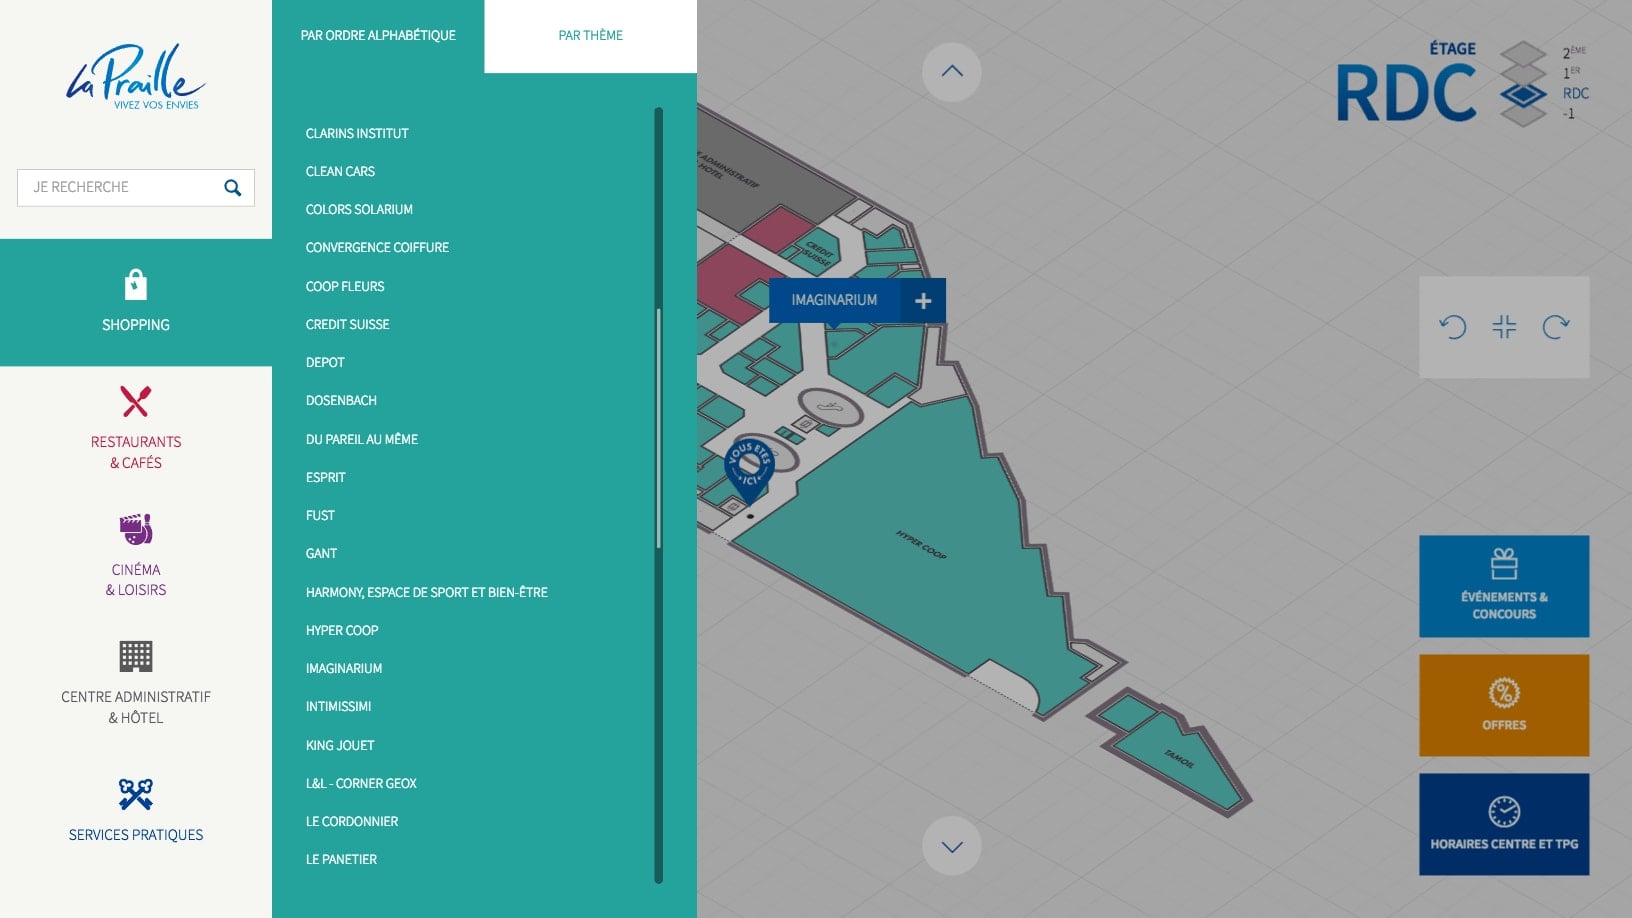 La Praille
VIVEZ VOS ENVIES
JE RECHERCHE
SHOPPING
RESTAURANTS
& CAFÉS
CINÉMA
& LOISIRS
CENTRE ADMINISTRATIF
& HÔTEL
SERVICES PRATIQUES
PAR ORDRE ALPHABÉTIQUE
PAR THÈME
CLARINS INSTITUT
CLEAN CARS
COLORS SOLARIUM
CONVERGENCE COIFFURE
COOP FLEURS
CREDIT SUISSE
DEPOT
DOSENBACH
DU PAREIL AU MÊME
ESPRIT
FUST
GANT
HARMONY, ESPACE DE SPORT ET BIEN-ÊTRE
HYPER COOP
IMAGINARIUM
INTIMISSIMI
KING JOUET
L&L - CORNER GEOX
LE CORDONNIER
LE PANETIER
E ADMINISTRATIF
HOTEL
CREDIT
SUISSE
IMAGINARIUM
VOUS ETES
ICI
HYPER COOP
TAMOIL
ÉTAGE
RDC
2ÈME
1ER
RDC
-1
ÉVÉNEMENTS &
CONCOURS
OFFRES
HORAIRES CENTRE ET TPG